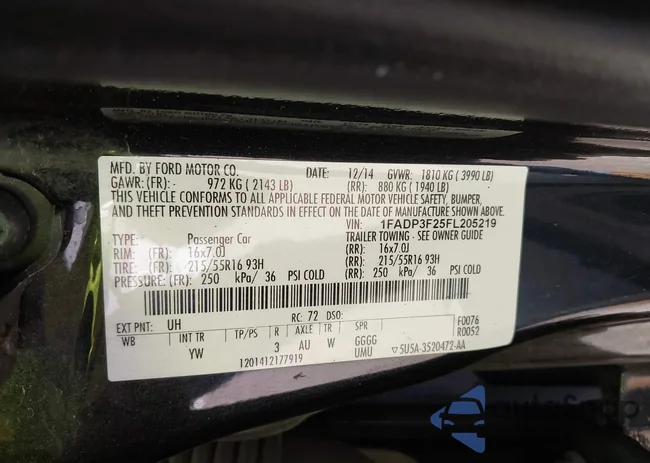 MFD. BY FORD MOTOR CO. DATE: 12/14 GVWR: 1810 KG ( 3990 LB)
GAWR: (FR): - 972 KG ( 2143 LB) (RR): 880 KG ( 1940 LB)
THIS VEHICLE CONFORMS TO ALL APPLICABLE FEDERAL MOTOR VEHICLE SAFETY, BUMPER,
AND THEFT PREVENTION STANDARDS IN EFFECT ON THE DATE OF MANUFACTURE SHOWN ABOVE.
VIN: 1FADP3F25FL205219
TYPE: Passenger Car TRAILER TOWING - SEE OWNER GUIDE
RIM: (FR): 16x7.0J (RR): 16x7.0J
TIRE: (FR): 215/55R16 93H (RR): 215/55R16 93H
PRESSURE: (FR): 250 kPa/ 36 PSI COLD (RR): 250 kPa/ 36 PSI COLD
RC: 72 DSO:
EXT PNT: UH F0076
WB INT TR TP/PS R AXLE TR SPR R0052
YW 3 AU W GGGG
120141217791​9 UMU ▽5U5A-3520472-AA